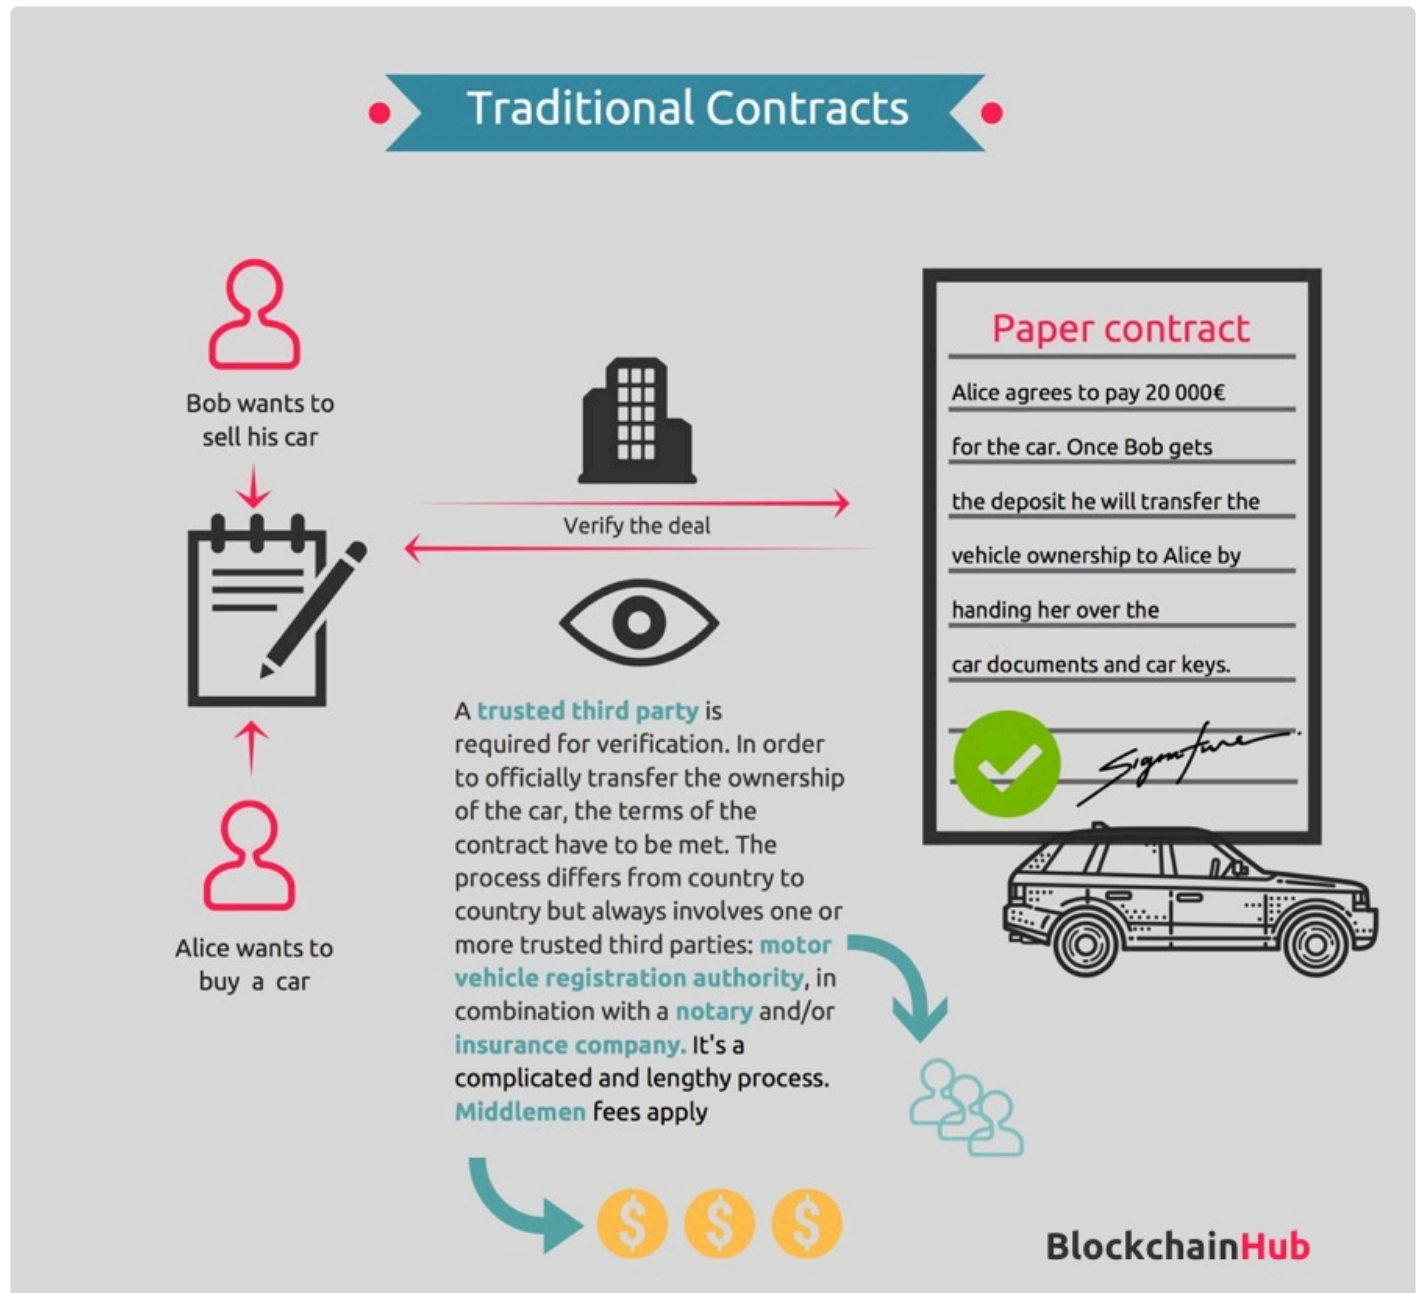 Traditional Contracts
Bob wants to
sell his car
Alice wants to
buy a car
Verify the deal
A trusted third party is
required for verification. In order
to officially transfer the ownership
of the car, the terms of the
contract have to be met. The
process differs from country to
country but always involves one or
more trusted third parties: motor
vehicle registration authority, in
combination with a notary and/or
insurance company. It's a
complicated and lengthy process.
Middlemen fees apply
$ $ $
Paper contract
Alice agrees to pay 20 000€
for the car. Once Bob gets
the deposit he will transfer the
vehicle ownership to Alice by
handing her over the
car documents and car keys.
Signature
BlockchainHub